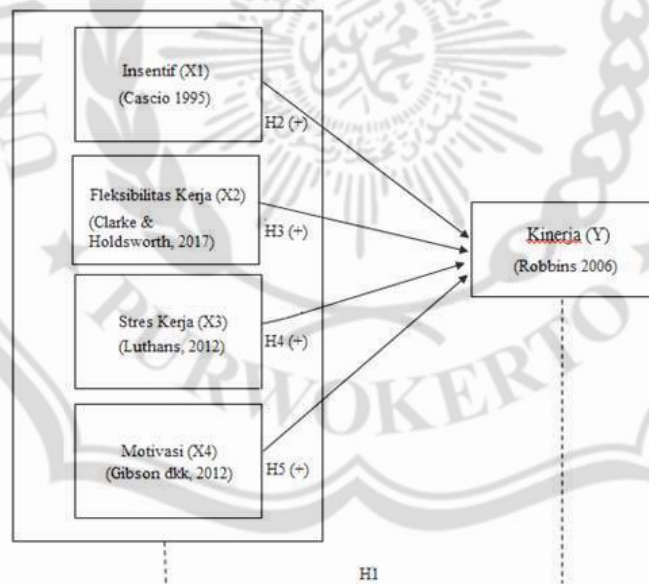 Insentif (X1)
(Cascio 1995)
H2 (+)
Fleksibilitas Kerja (X2)
(Clarke &
Holdsworth, 2017)
H3 (+)
Kinerja (Y)
(Robbins 2006)
Stres Kerja (X3)
(Luthans, 2012)
H4 (+)
Motivasi (X4)
(Gibson dkk, 2012)
H5 (+)
H1
PURWOKERTO